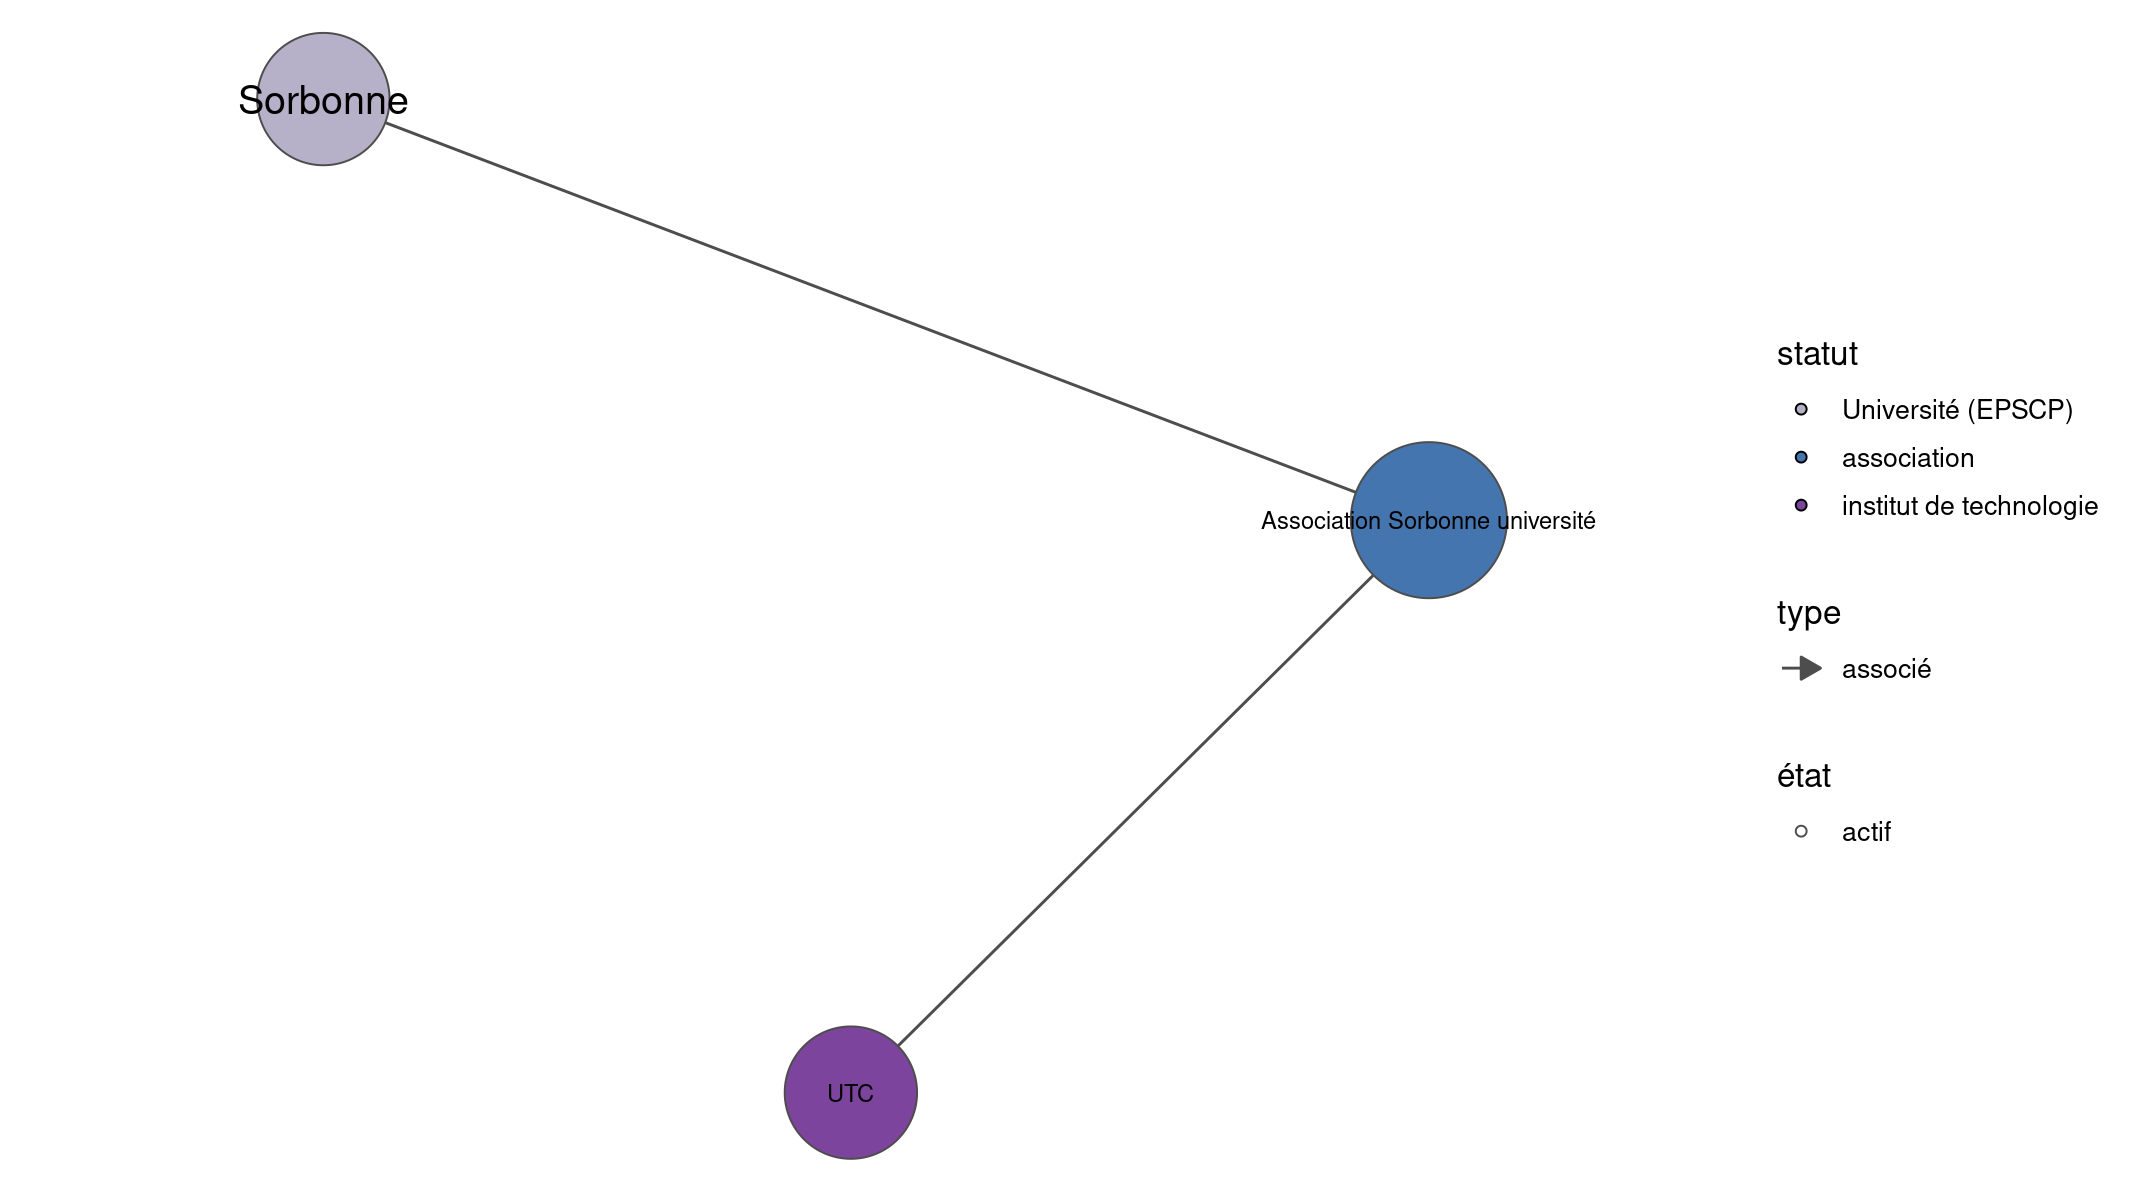 Sorbonne
Association Sorbonne université
UTC
statut
Université (EPSCP)
association
institut de technologie
type
associé
état
actif